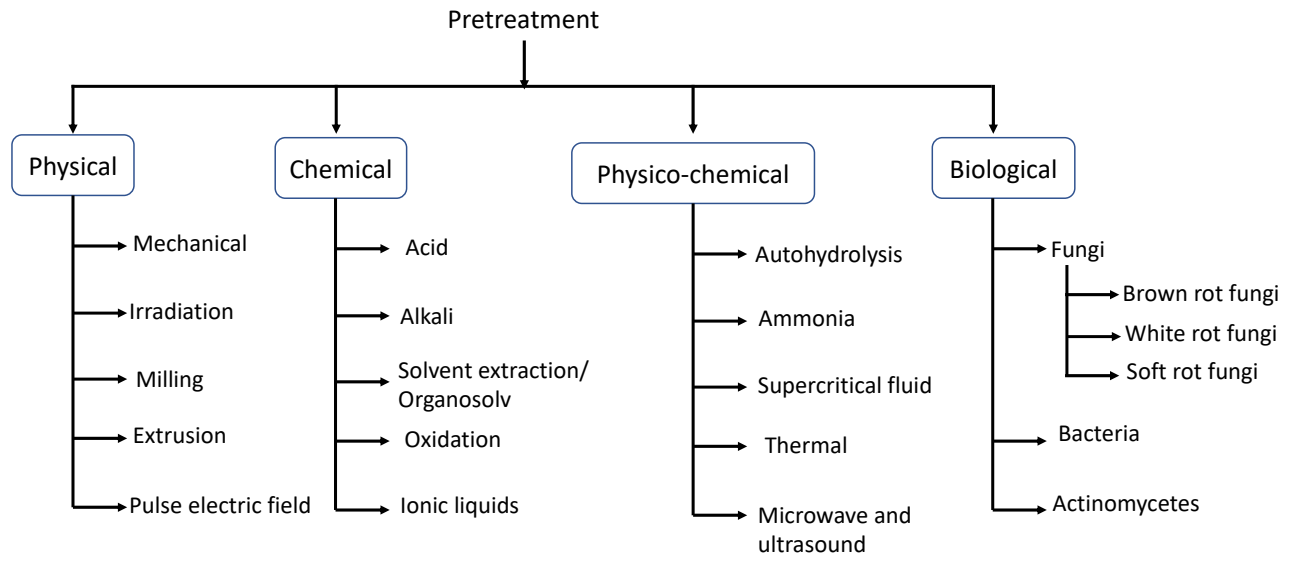 Pretreatment
Physical
Mechanical
Irradiation
Milling
Extrusion
Pulse electric field
Chemical
Acid
Alkali
Solvent extraction/
Organosolv
Oxidation
Ionic liquids
Physico-chemical
Autohydrolysis
Ammonia
Supercritical fluid
Thermal
Microwave and
ultrasound
Biological
Fungi
Brown rot fungi
White rot fungi
Soft rot fungi
Bacteria
Actinomycetes